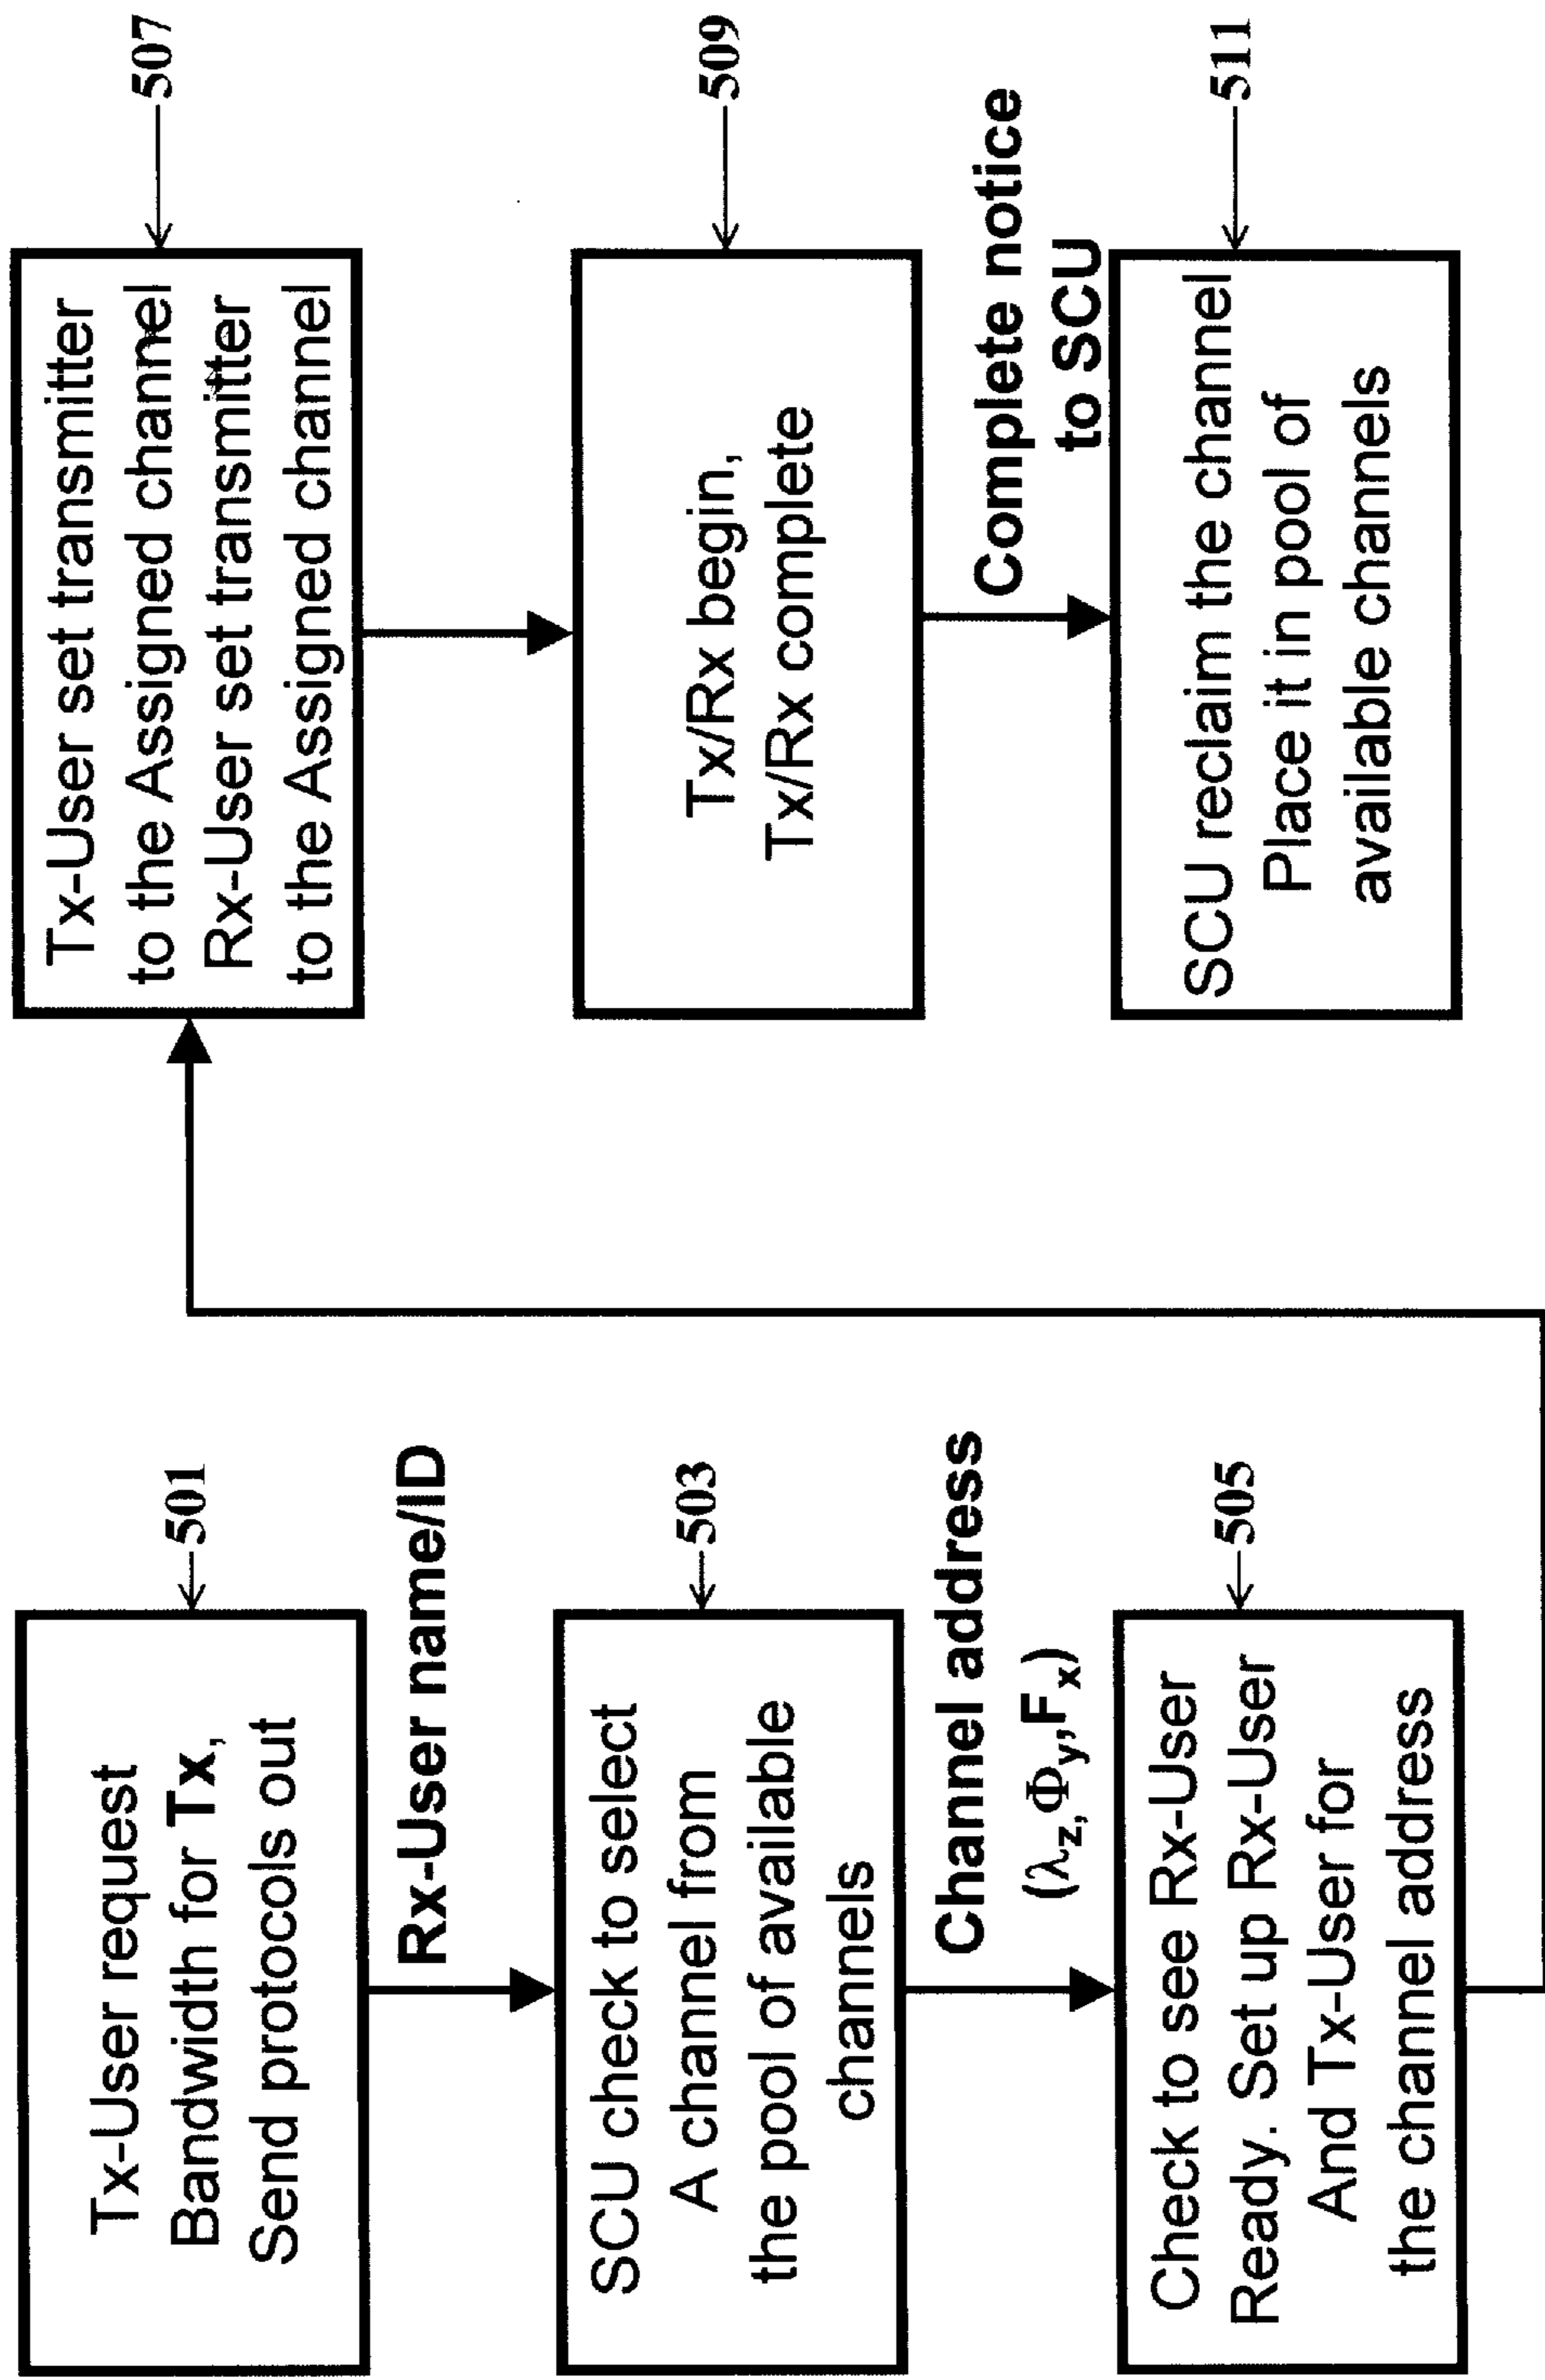 Tx-User request
Bandwidth for Tx,
Send protocols out
501
Rx-User name/ID
SCU check to select
A channel from
the pool of available
channels
503
Channel address
(λz,Φy,Fx)
Check to see Rx-User
Ready. Set up Rx-User
And Tx-User for
the channel address
505
Tx-User set transmitter
to the Assigned channel
Rx-User set transmitter
to the Assigned channel
507
Tx/Rx begin,
Tx/Rx complete
509
Complete notice
to SCU
SCU reclaim the channel
Place it in pool of
available channels
511